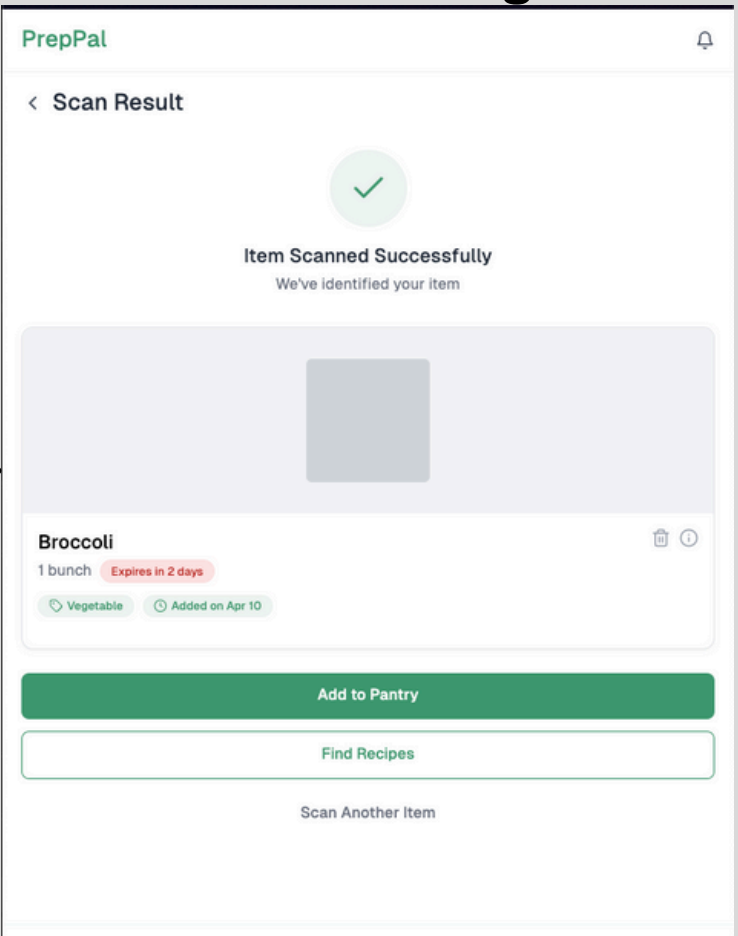 PrepPal
Scan Result
Item Scanned Successfully
We've identified your item
Broccoli
1 bunch Expires in 2 days
Vegetable Added on Apr 10
Add to Pantry
Find Recipes
Scan Another Item